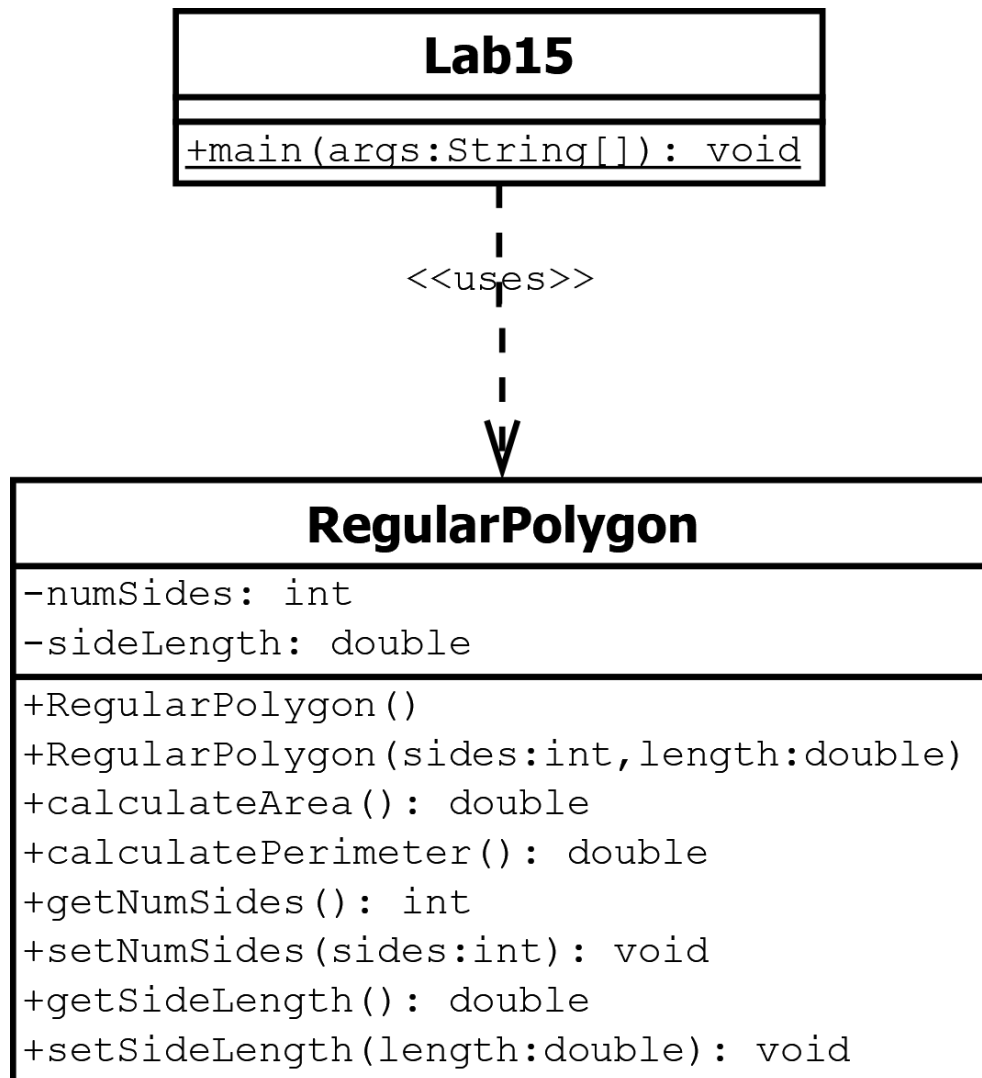 Lab15
+main(args:String[]): void
<<uses>>
RegularPolygon
-numSides: int
-sideLength: double
+RegularPolygon()
+RegularPolygon(sides:int,length:double)
+calculateArea(): double
+calculatePerimeter(): double
+getNumSides(): int
+setNumSides(sides:int): void
+getSideLength(): double
+setSideLength(length:double): void